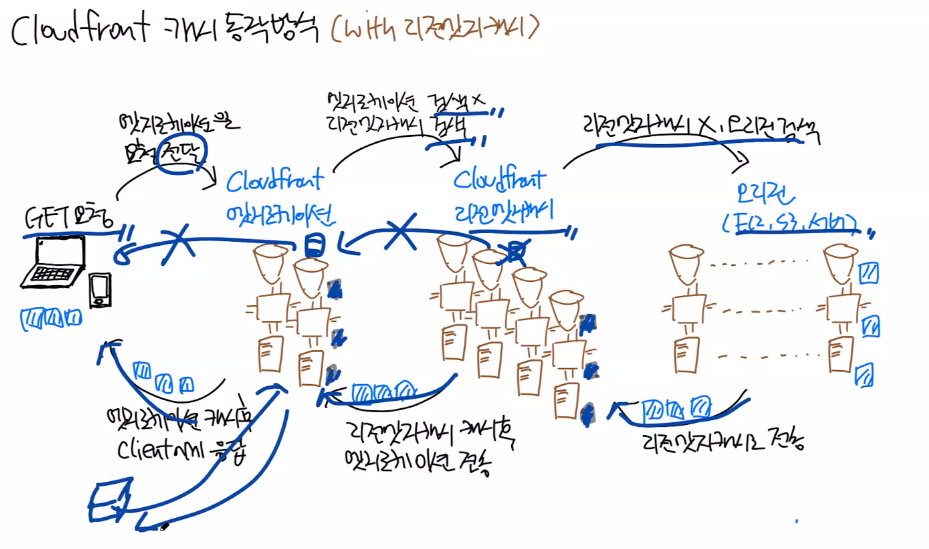 Cloudfront 캐시 동작방식 (with 리전엣지캐시)
엣지로케이션으로
요청 전달
엣지로케이션 검색 X
리전엣지캐시 검색
리전엣지캐시 X, 오리진 검색
GET 요청
Cloudfront
엣지로케이션
Cloudfront
리전엣지캐시
오리진
(EC2, S3, 서버)
엣지로케이션 캐시 후
Client에게 응답
리전엣지캐시 캐시 후
엣지로케이션 전송
리전엣지캐시로 전송